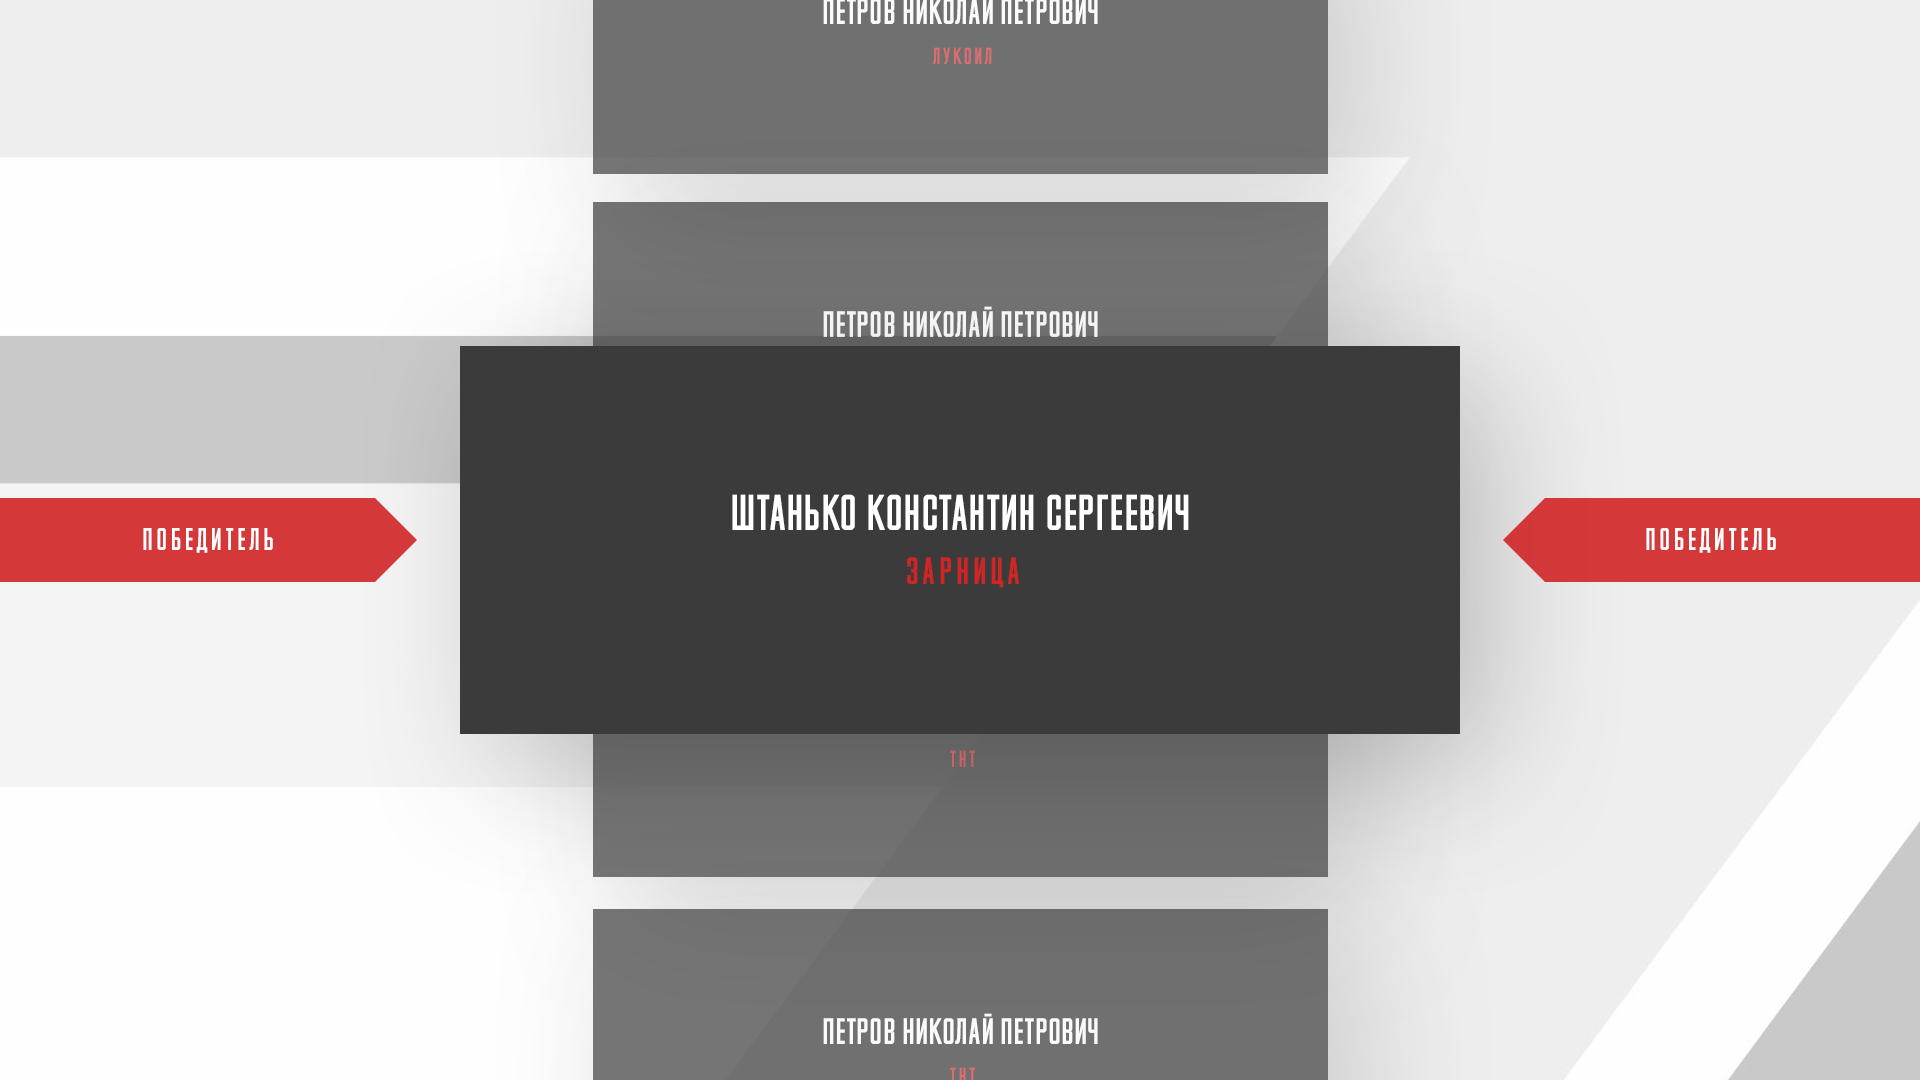 ПЕТРОВ НИКОЛАЙ ПЕТРОВИЧ
ЛУКОИЛ
ПЕТРОВ НИКОЛАЙ ПЕТРОВИЧ
ШТАНЬКО КОНСТАНТИН СЕРГЕЕВИЧ
ПОБЕДИТЕЛЬ
ПОБЕДИТЕЛЬ
ЗАРНИЦА
ТНТ
ПЕТРОВ НИКОЛАЙ ПЕТРОВИЧ
ТНТ